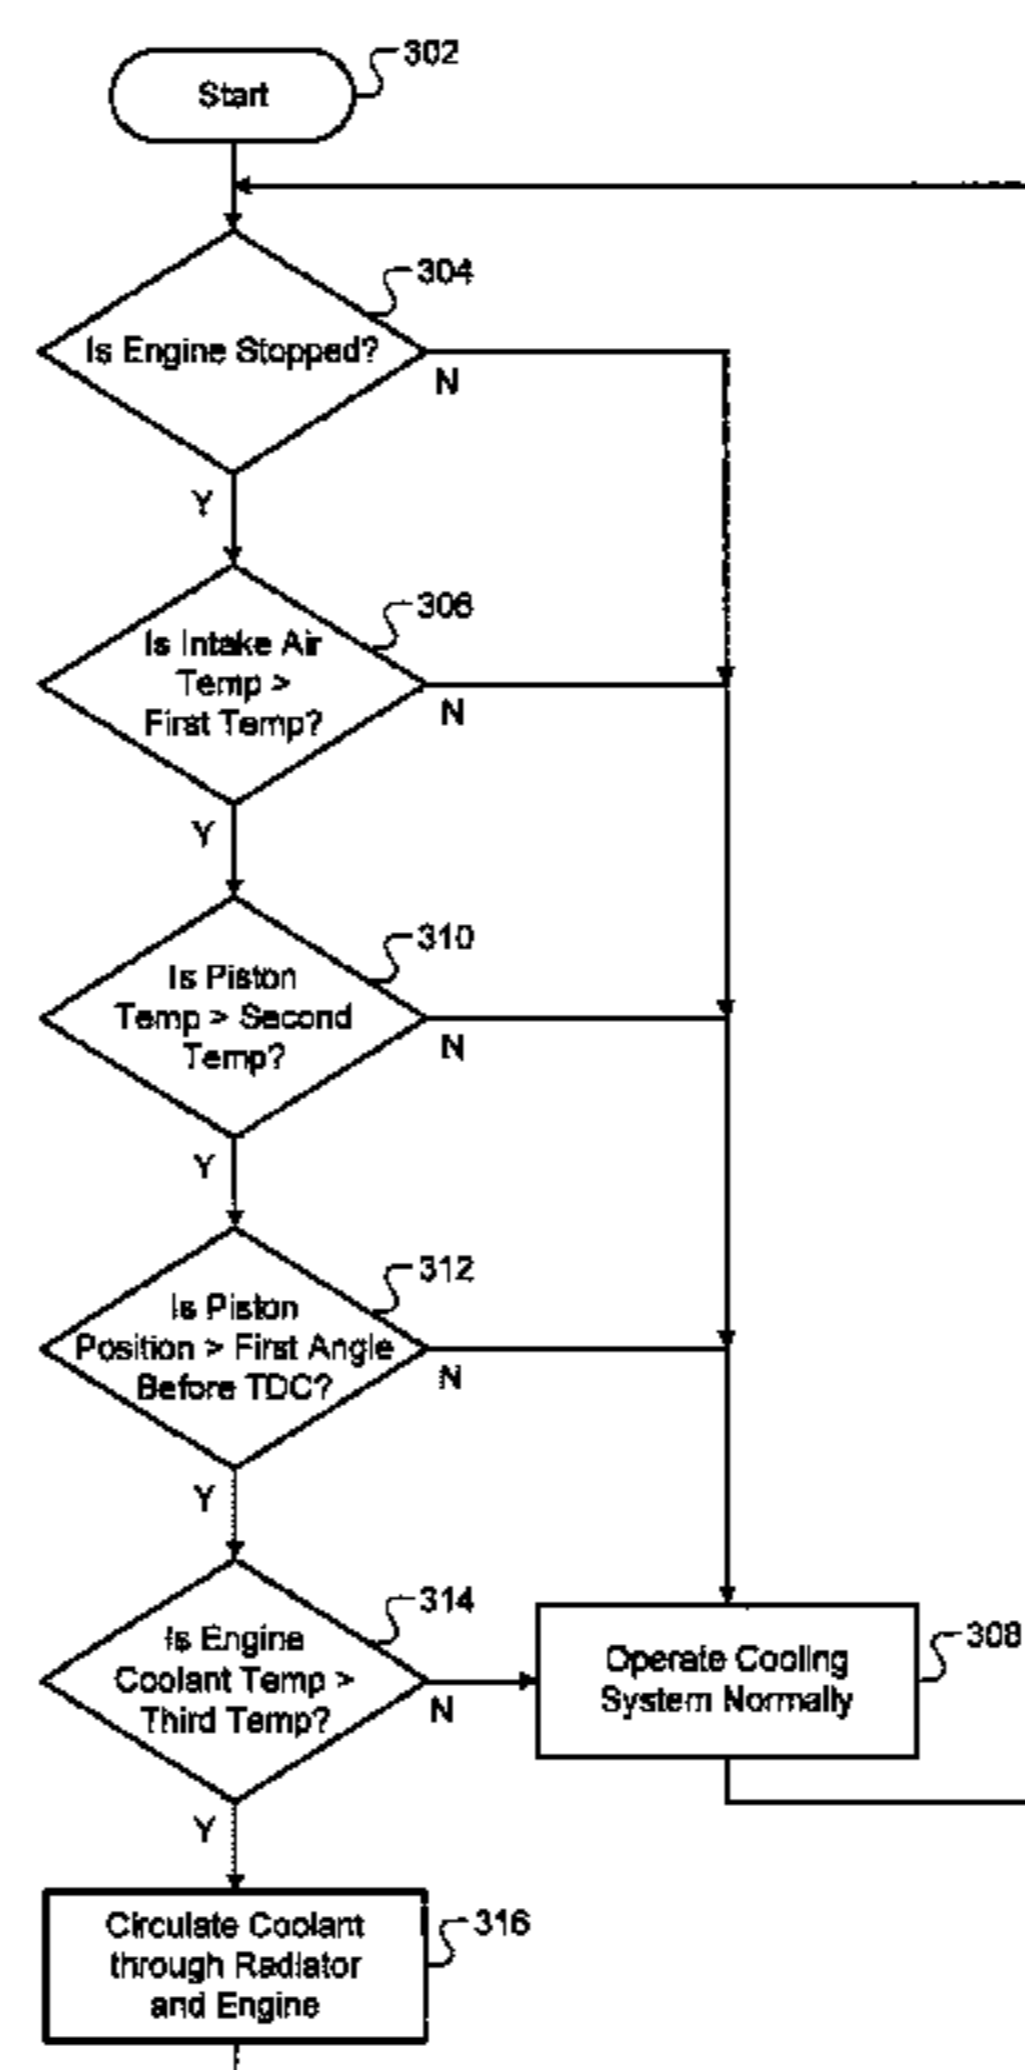 302
Start
304
Is Engine Stopped?
N
Y
306
Is Intake Air
Temp >
First Temp?
N
Y
310
Is Piston
Temp > Second
Temp?
N
Y
312
Is Piston
Position > First Angle
Before TDC?
N
Y
314
Is Engine
Coolant Temp >
Third Temp?
N
308
Operate Cooling
System Normally
Y
316
Circulate Coolant
through Radiator
and Engine